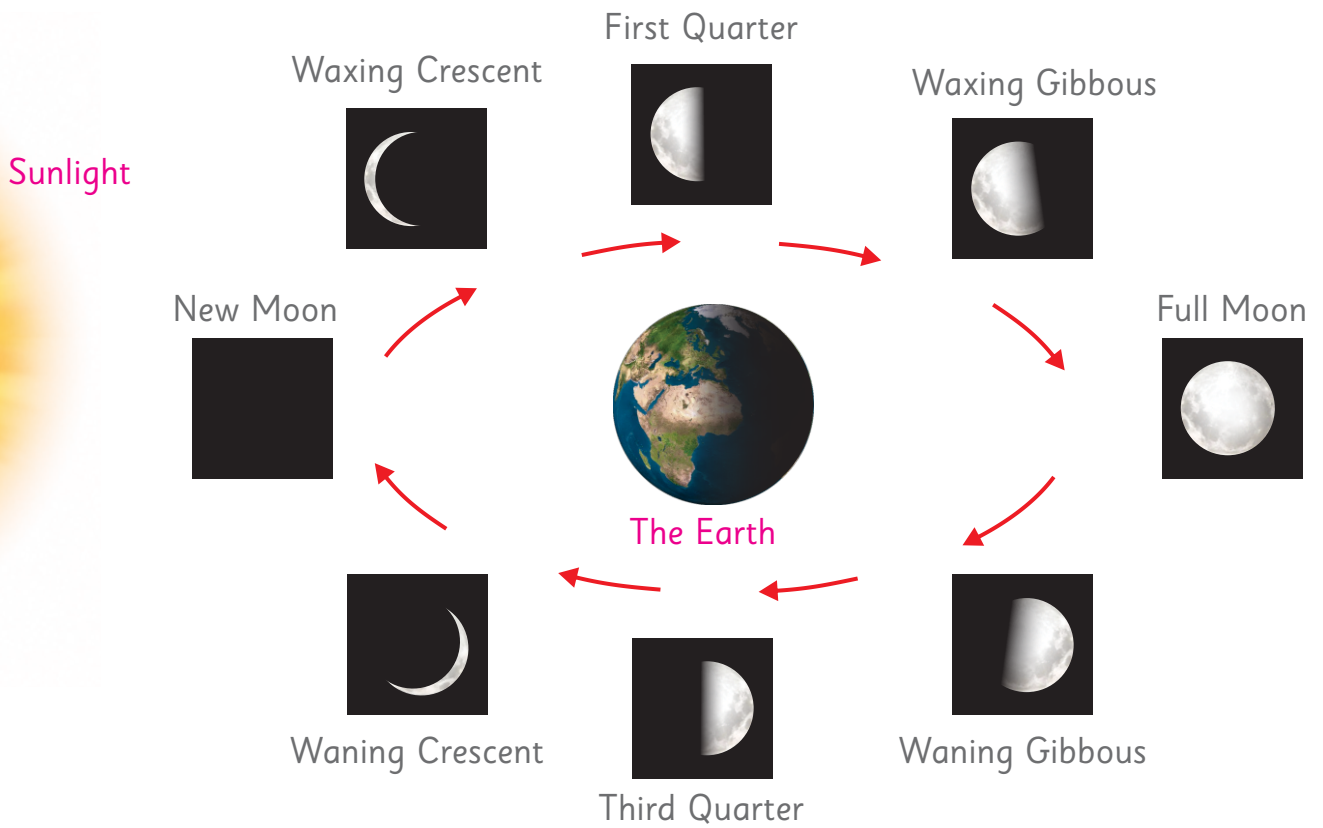 First Quarter
Waxing Crescent
Waxing Gibbous
Sunlight
New Moon
Full Moon
The Earth
Waning Crescent
Waning Gibbous
Third Quarter